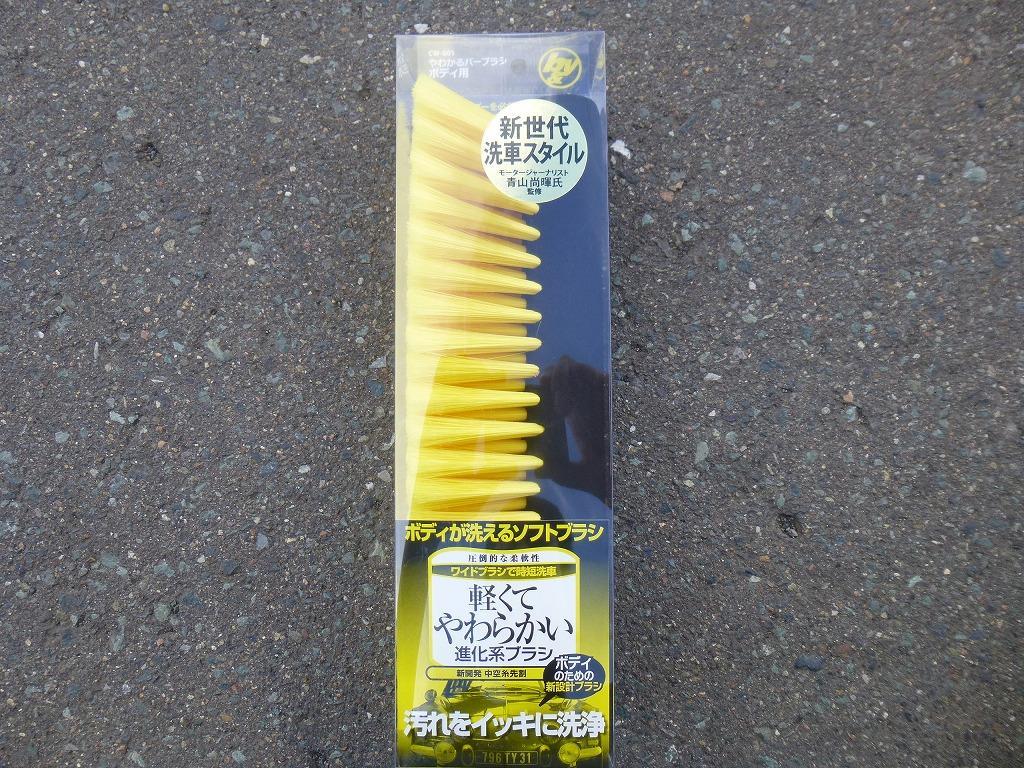 CW-001
やわかるバーブラシ
ボディ用
新世代
洗車スタイル
モータージャーナリスト
青山尚暉氏
監修
ボディが洗えるソフトブラシ
圧倒的な柔軟性
ワイドブラシで時短洗車
軽くて
やわらかい
進化系ブラシ
新開発 中空糸先割
ボディ
のための
新設計ブラシ
汚れをイッキに洗浄
796 TY 31